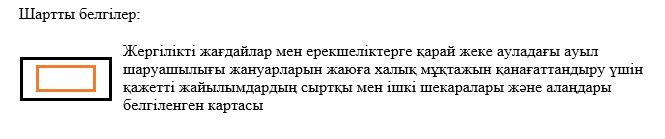 Шартты белгілер:
Жергілікті жағдайлар мен ерекшеліктерге қарай жеке ауладағы ауыл
шаруашылығы жануарларын жаюға халық мұқтажын қанағаттандыру үшін
қажетті жайылымдардың сыртқы мен ішкі шекаралары және алаңдары
белгіленген картасы